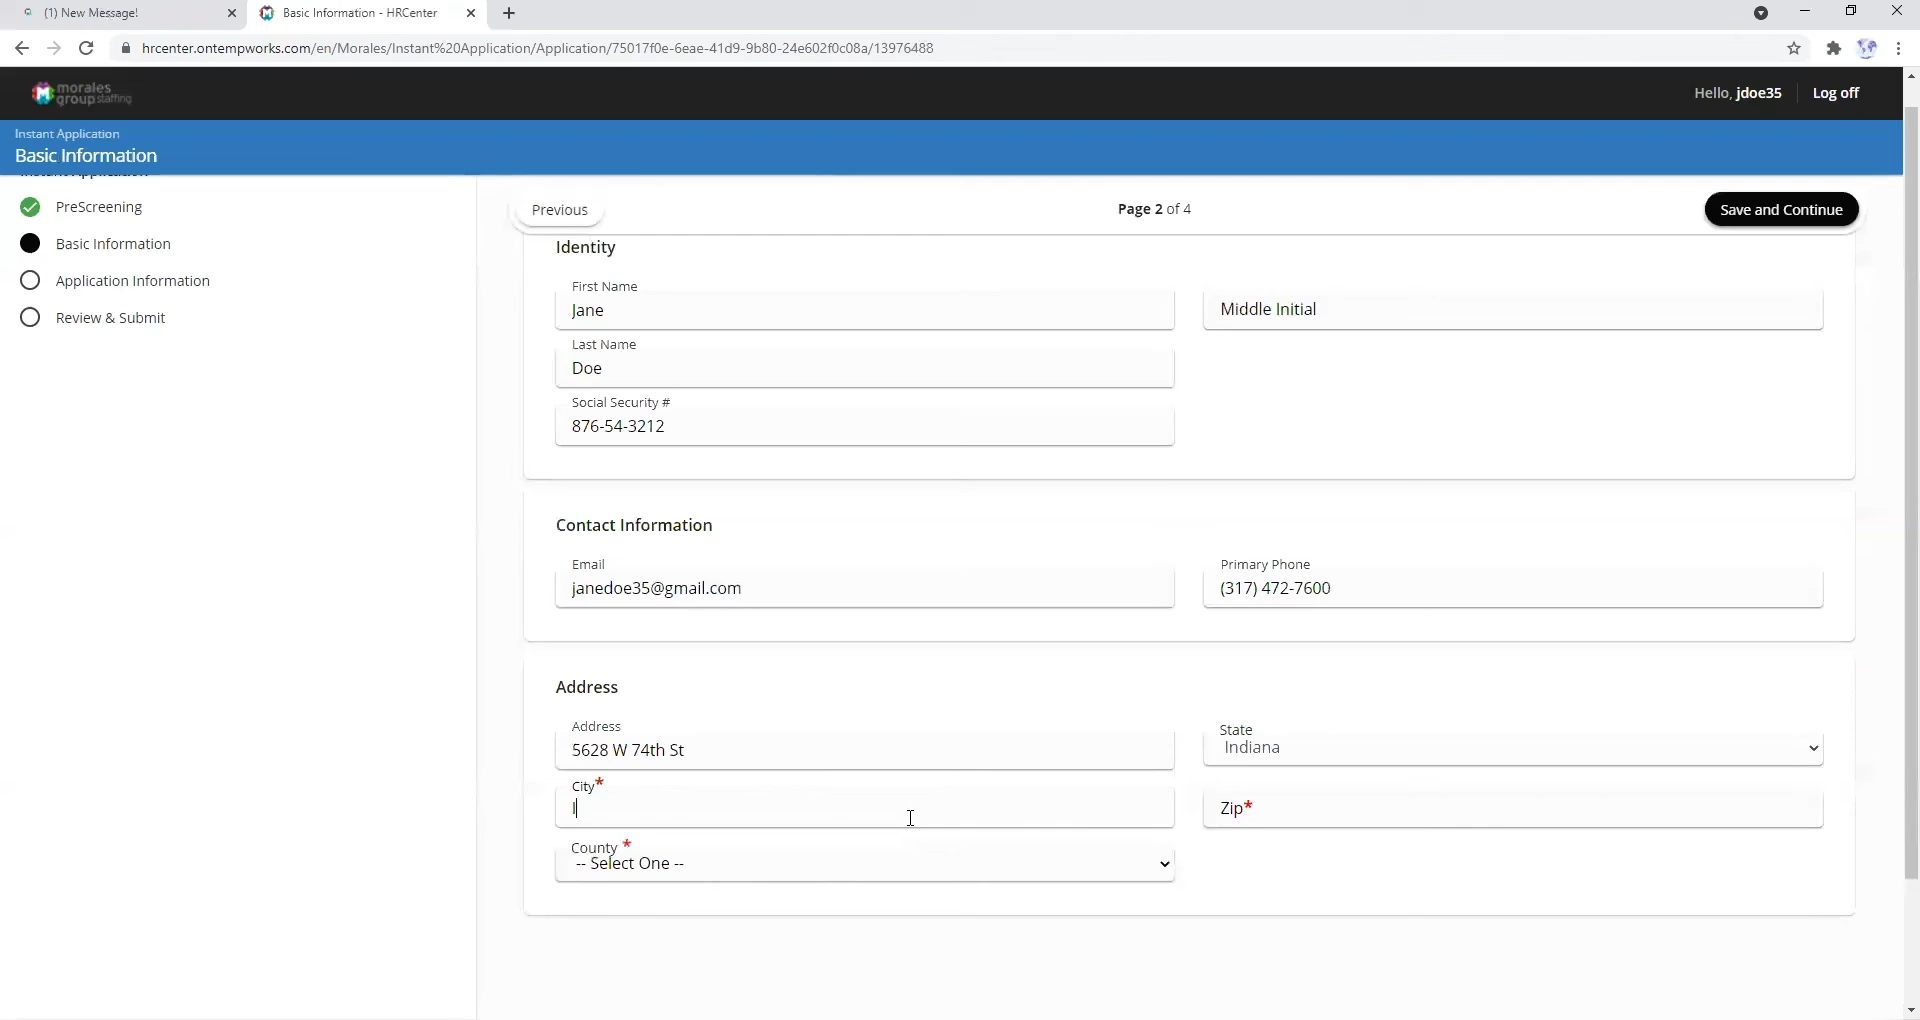 (1) New Message!
Basic Information - HRCenter
hrcenter.ontempworks.com/en/Morales/Instant%20Application/Application/75017f0e-6eae-41d9-9b80-24e602f0c08a/13976488
morales
group staffing
Hello, jdoe35
Log off
Instant Application
Basic Information
Instant Application
PreScreening
Basic Information
Application Information
Review & Submit
Previous
Page 2 of 4
Save and Continue
Identity
First Name
Jane
Middle Initial
Last Name
Doe
Social Security #
876-54-3212
Contact Information
Email
janedoe35@gmail.com
Primary Phone
(317) 472-7600
Address
Address
5628 W 74th St
State
Indiana
City*
I
Zip*
County *
-- Select One --